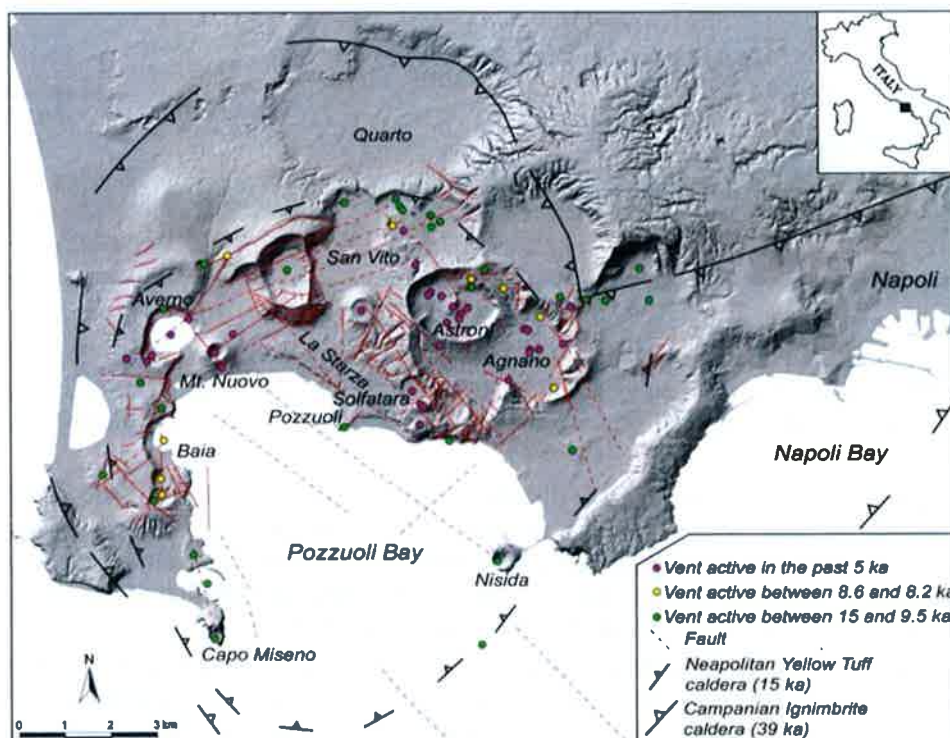 ITALY
Quarto
San Vito
Napoli
Averno
Astroni
Agnano
Mt. Nuovo
La Starza
Solfatara
Pozzuoli
Baia
Napoli Bay
Pozzuoli Bay
Nisida
Capo Miseno
N
0 1 2 3 km
Vent active in the past 5 ka
Vent active between 8.6 and 8.2 ka
Vent active between 15 and 9.5 ka
Fault
Neapolitan Yellow Tuff
caldera (15 ka)
Campanian Ignimbrite
caldera (39 ka)